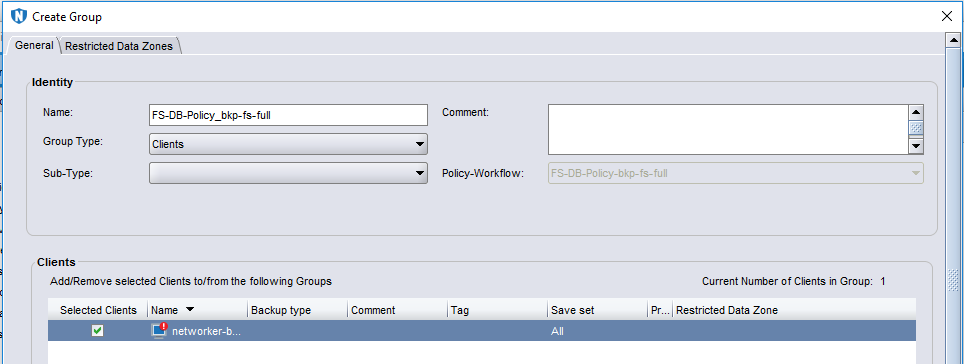 Create Group
General Restricted Data Zones
Identity
Name: FS-DB-Policy_bkp-fs-full Comment:
Group Type: Clients
Sub-Type: Policy-Workflow: FS-DB-Policy-bkp-fs-full
Clients
Add/Remove selected Clients to/from the following Groups Current Number of Clients in Group: 1
Selected Clients Name Backup type Comment Tag Save set Pr... Restricted Data Zone
networker-b... All